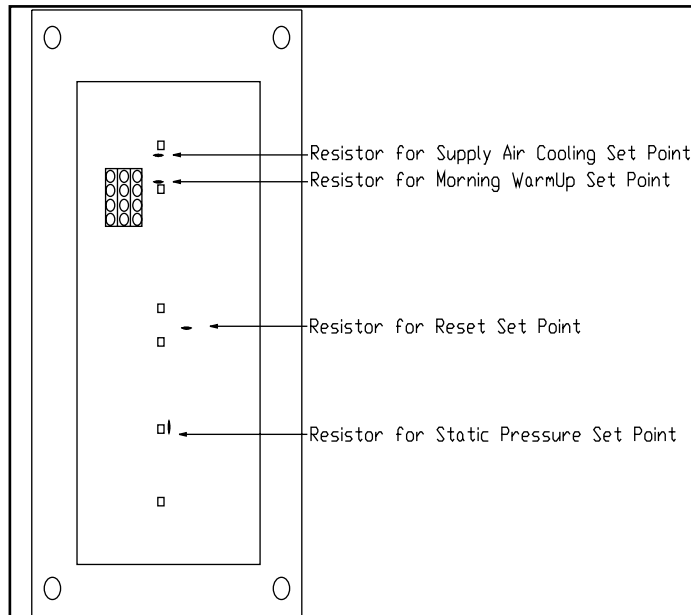 Resistor for Supply Air Cooling Set Point
Resistor for Morning WarmUp Set Point
Resistor for Reset Set Point
Resistor for Static Pressure Set Point